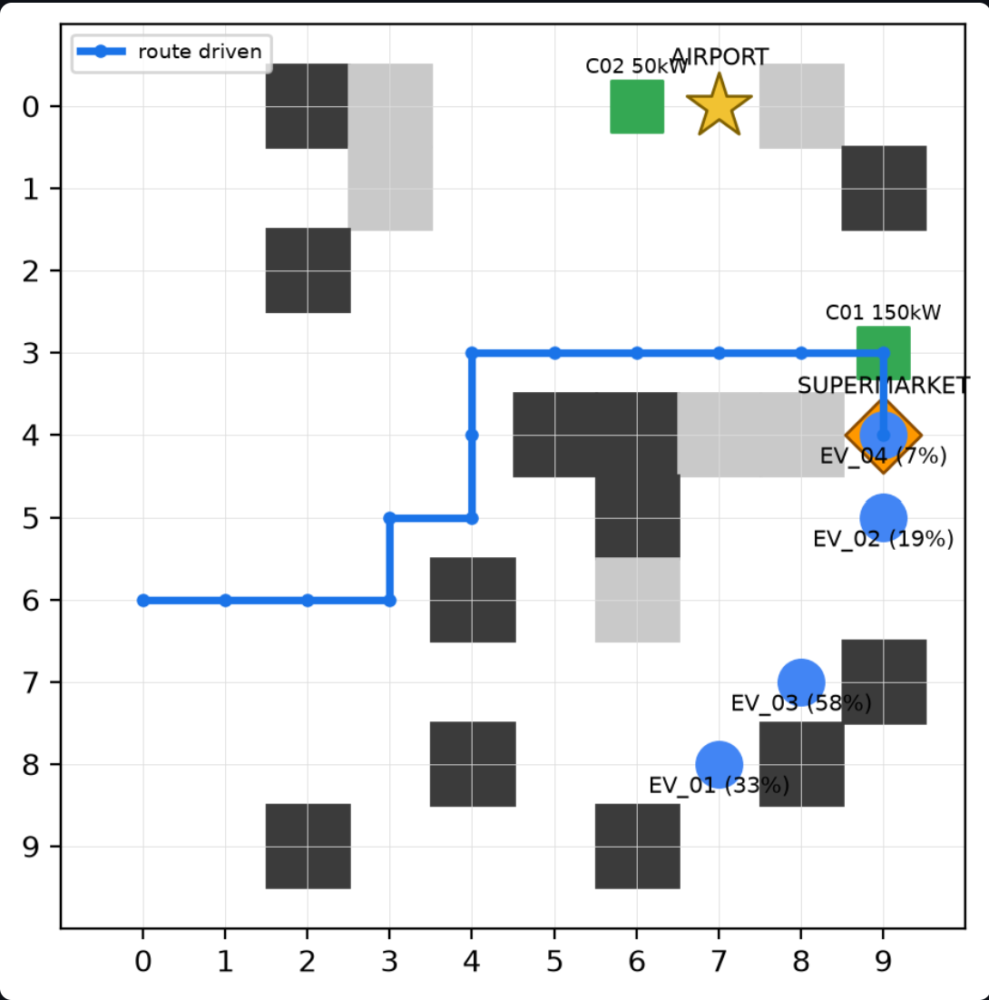 route driven
AIRPORT
C02 50kW
0
1
2
C01 150kW
3
SUPERMARKET
4
EV_04 (7%)
5
EV_02 (19%)
6
7
EV_03 (58%)
8
EV_01 (33%)
9
0 1 2 3 4 5 6 7 8 9